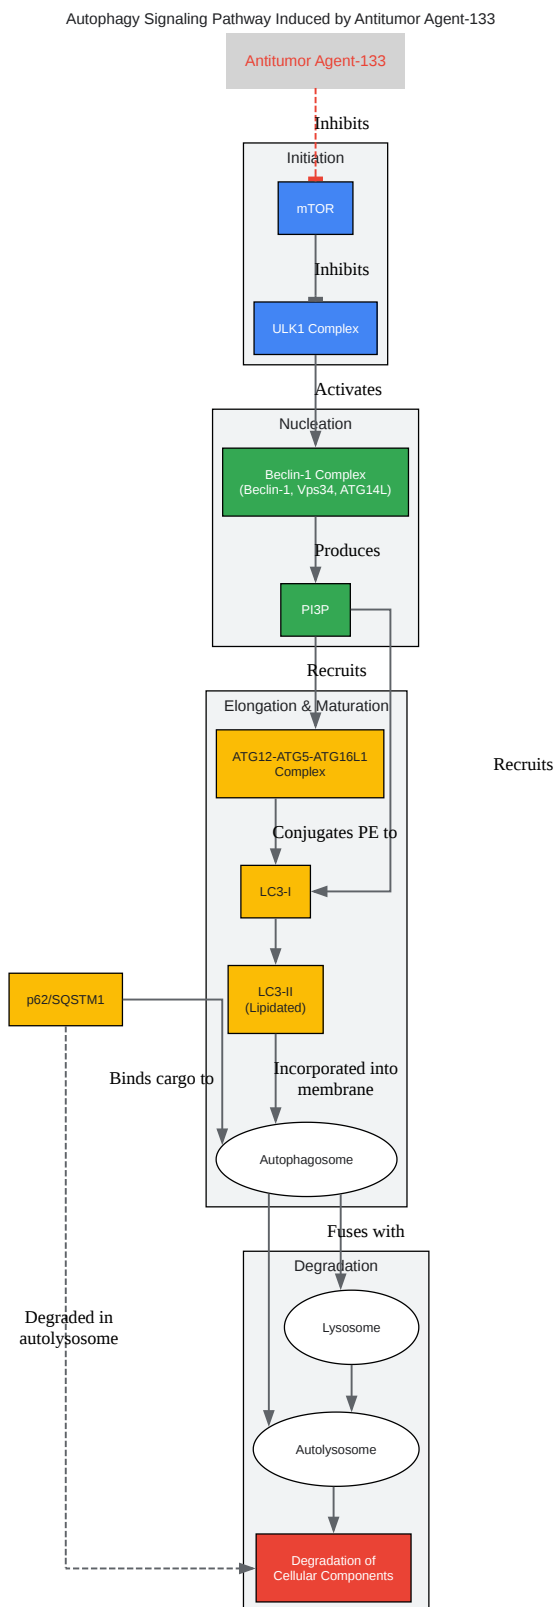 Autophagy Signaling Pathway Induced by Antitumor Agent-133
Antitumor Agent-133
Inhibits
Initiation
mTOR
Inhibits
ULK1 Complex
Activates
Nucleation
Beclin-1 Complex
(Beclin-1, Vps34, ATG14L)
Produces
PI3P
Recruits
Elongation & Maturation
ATG12-ATG5-ATG16L1
Complex
Recruits
Conjugates PE to
LC3-I
p62/SQSTM1
LC3-II
(Lipidated)
Binds cargo to
Incorporated into
membrane
Autophagosome
Fuses with
Degradation
Lysosome
Degraded in
autolysosome
Autolysosome
Degradation of
Cellular Components